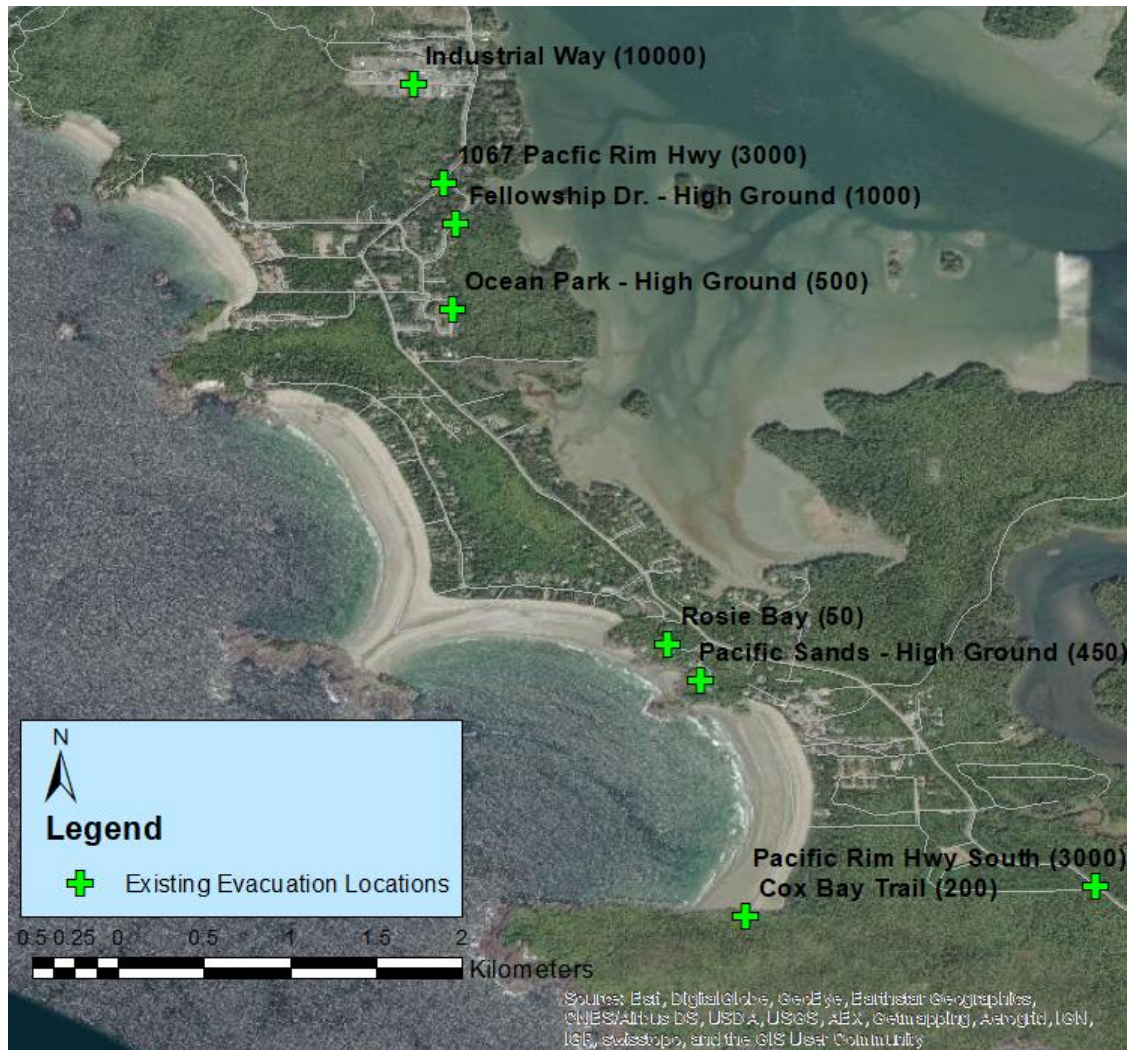 Industrial Way (10000)
1067 Pacfic Rim Hwy (3000)
Fellowship Dr. - High Ground (1000)
Ocean Park - High Ground (500)
Rosie Bay (50)
Pacific Sands - High Ground (450)
Pacific Rim Hwy South (3000)
Cox Bay Trail (200)
N
Legend
Existing Evacuation Locations
0.5 0.25 0 0.5 1 1.5 2
Kilometers
Source: Esri, DigitalGlobe, GeoEye, Earthstar Geographics,
CNES/Airbus DS, USDA, USGS, AEX, Getmapping, Aerogrid, IGN,
IGP, swisstopo, and the GIS User Community